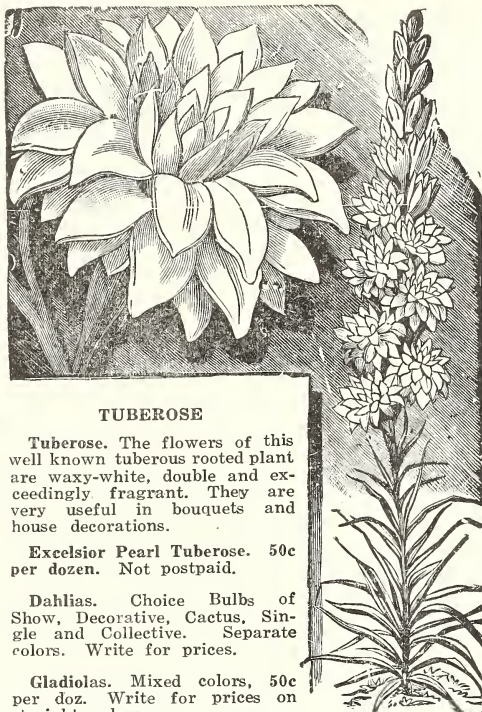 TUBEROSE
Tuberose. The flowers of this
well known tuberous rooted plant
are waxy-white, double and ex-
ceedingly fragrant. They are
very useful in bouquets and
house decorations.
Excelsior Pearl Tuberose. 50c
per dozen. Not postpaid.
Dahlias. Choice Bulbs of
Show, Decorative, Cactus, Sin-
gle and Collective. Separate
colors. Write for prices.
Gladiolas. Mixed colors, 50c
per doz. Write for prices on